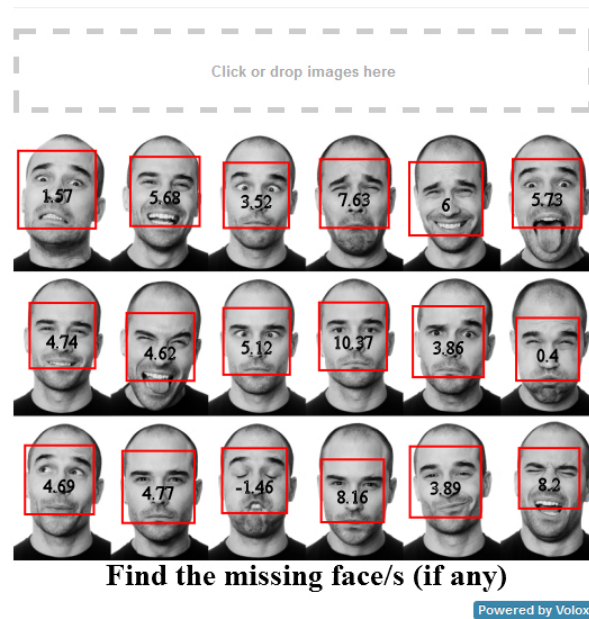 Click or drop images here
1.57 5.68 3.52 7.63 6 5.73
4.74 4.62 5.12 10.37 3.86 0.4
4.69 4.77 -1.46 8.16 3.89 8.2
Find the missing face/s (if any)
Powered by Volox